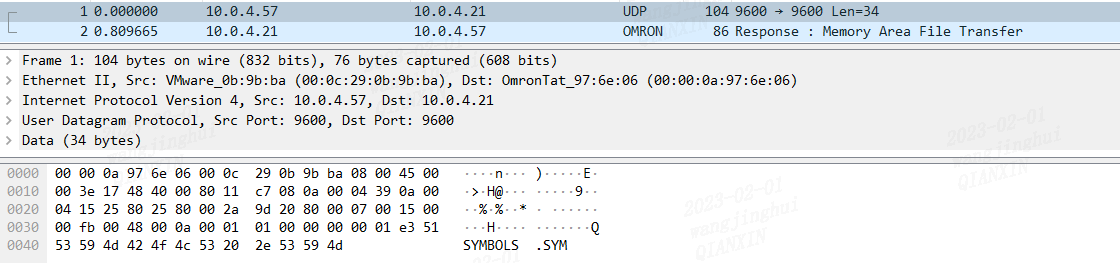 1 0.000000 10.0.4.57 10.0.4.21 UDP 104 9600 → 9600 Len=34
2 0.809665 10.0.4.21 10.0.4.57 OMRON 86 Response : Memory Area File Transfer
Frame 1: 104 bytes on wire (832 bits), 76 bytes captured (608 bits)
Ethernet II, Src: VMware_0b:9b:ba (00:0c:29:0b:9b:ba), Dst: OmronTat_97:6e:06 (00:00:0a:97:6e:06)
Internet Protocol Version 4, Src: 10.0.4.57, Dst: 10.0.4.21
User Datagram Protocol, Src Port: 9600, Dst Port: 9600
Data (34 bytes)
0000 00 00 0a 97 6e 06 00 0c 29 0b 9b ba 08 00 45 00 ····n··· )·····E·
0010 00 3e 17 48 40 00 80 11 c7 08 0a 00 04 39 0a 00 ·>·H@··· ·····9··
0020 04 15 25 80 25 80 00 2a 9d 20 80 00 07 00 15 00 ··%·%··* · ······
0030 00 fb 00 48 00 0a 00 01 01 00 00 00 00 01 e3 51 ···H···· ·······Q
0040 53 59 4d 42 4f 4c 53 20 2e 53 59 4d SYMBOLS .SYM
2023-02-01
wangjinghui
QIANXIN
2023-02-01
wangjinghui
QIANXIN
wangjinghui
QIANXIN